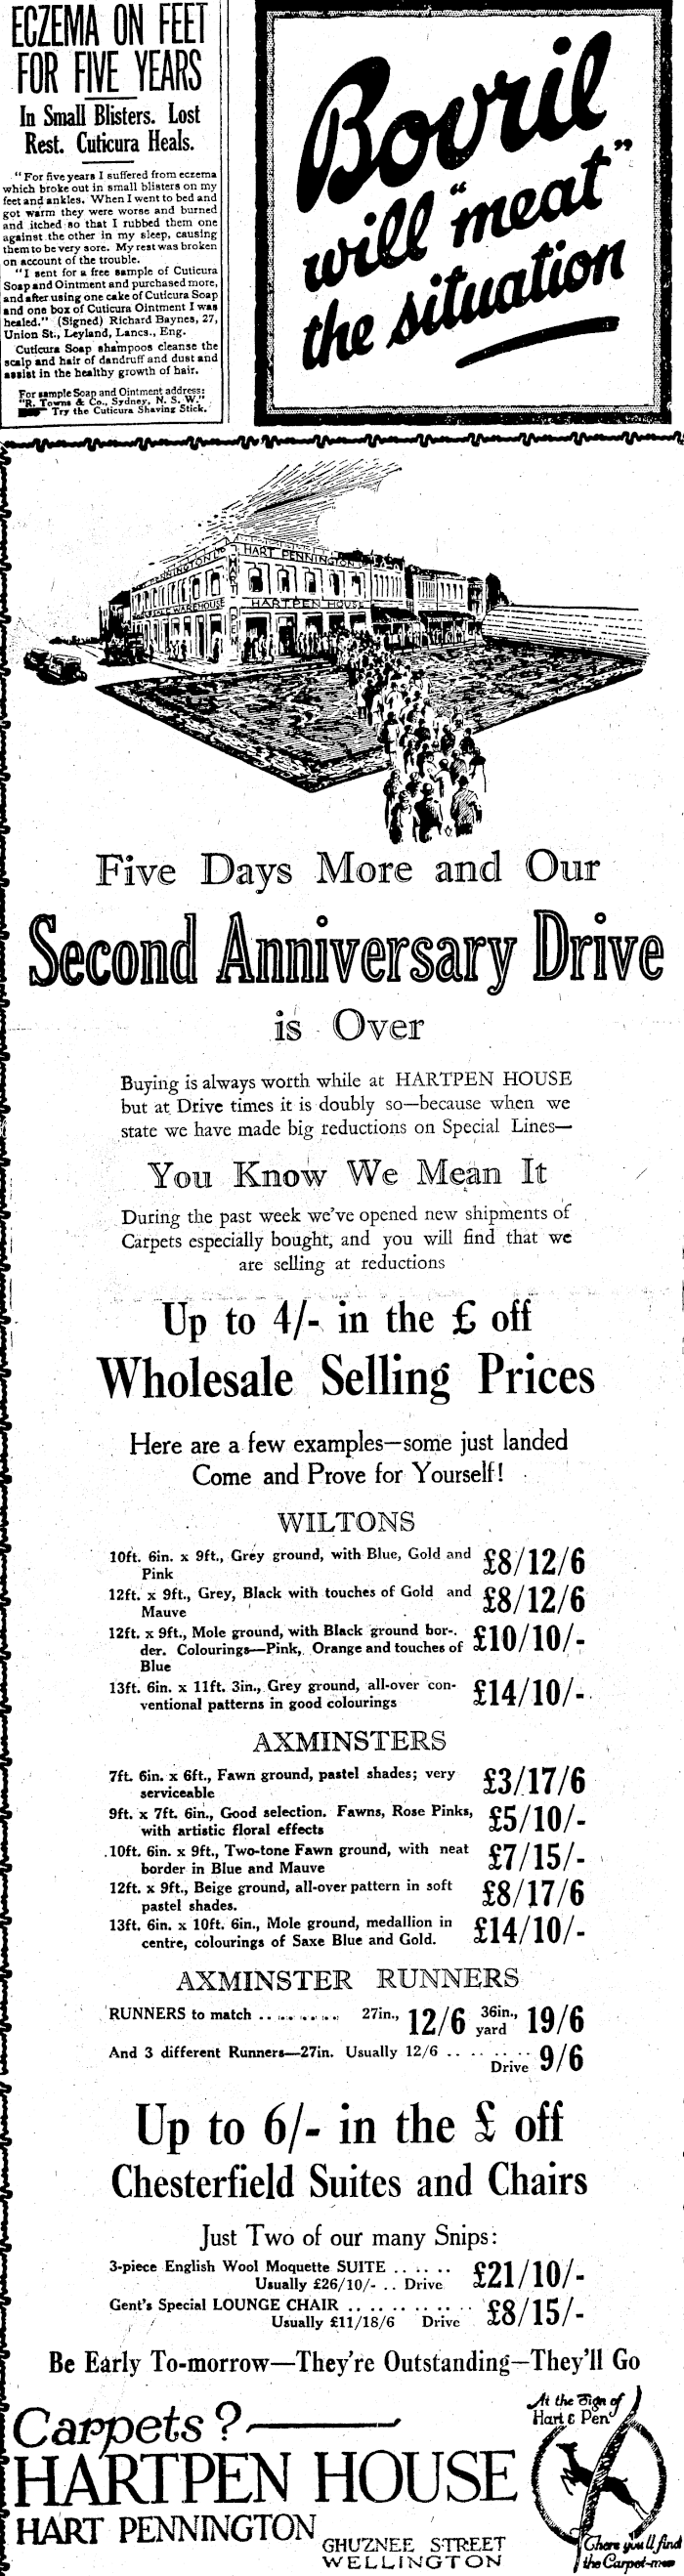 ECZEMA ON FEET
FOR FIVE YEARS
In Small Blisters. Lost
Rest. Cuticura Heals.
"For five years I suffered from eczema
which broke out in small blisters on my
feet and ankles. When I went to bed and
got warm they were worse and burned
and itched so that I rubbed them one
against the other in my sleep, causing
them to be very sore. My rest was broken
on account of the trouble.
"I sent for a free sample of Cuticura
Soap and Ointment and purchased more,
and after using one cake of Cuticura Soap
and one box of Cuticura Ointment I was
healed." (Signed) Richard Baynes, 27,
Union St., Leyland, Lancs., Eng.
Cuticura Soap shampoos cleanse the
scalp and hair of dandruff and dust and
assist in the healthy growth of hair.
For sample Soap and Ointment address:
"R. Towns & Co., Sydney, N. S. W."
Try the Cuticura Shaving Stick.
Bovril
will "meat"
the situation
PENNINGTON LTD
HART PENNINGTON
WAREHOUSE
HARTPEN HOUSE
Five Days More and Our
Second Anniversary Drive
is Over
Buying is always worth while at HARTPEN HOUSE
but at Drive times it is doubly so—because when we
state we have made big reductions on Special Lines—
You Know We Mean It
During the past week we've opened new shipments of
Carpets especially bought, and you will find that we
are selling at reductions
Up to 4/- in the £ off
Wholesale Selling Prices
Here are a few examples—some just landed
Come and Prove for Yourself!
WILTONS
10ft. 6in. x 9ft., Grey ground, with Blue, Gold and
Pink £8/12/6
12ft. x 9ft., Grey, Black with touches of Gold and
Mauve £8/12/6
12ft. x 9ft., Mole ground, with Black ground bor-
der. Colourings—Pink, Orange and touches of £10/10/-
Blue
13ft. 6in. x 11ft. 3in., Grey ground, all-over con-
ventional patterns in good colourings £14/10/-
AXMINSTERS
7ft. 6in. x 6ft., Fawn ground, pastel shades; very
serviceable £3/17/6
9ft. x 7ft. 6in., Good selection. Fawns, Rose Pinks,
with artistic floral effects £5/10/-
10ft. 6in. x 9ft., Two-tone Fawn ground, with neat
border in Blue and Mauve £7/15/-
12ft. x 9ft., Beige ground, all-over pattern in soft
pastel shades. £8/17/6
13ft. 6in. x 10ft. 6in., Mole ground, medallion in
centre, colourings of Saxe Blue and Gold. £14/10/-
AXMINSTER RUNNERS
RUNNERS to match .. .. .. .. .. 27in., 12/6 36in., yard 19/6
And 3 different Runners—27in. Usually 12/6 .. .. .. .. Drive 9/6
Up to 6/- in the £ off
Chesterfield Suites and Chairs
Just Two of our many Snips:
3-piece English Wool Moquette SUITE .. .. ..
Usually £26/10/- .. Drive £21/10/-
Gent's Special LOUNGE CHAIR .. .. .. .. .. ..
Usually £11/18/6 Drive £8/15/-
Be Early To-morrow—They're Outstanding—They'll Go
Carpets?
HARTPEN HOUSE
HART PENNINGTON
GHUZNEE STREET
WELLINGTON
At the Sign of
Hart & Pen
There you'll find
the Carpet-men